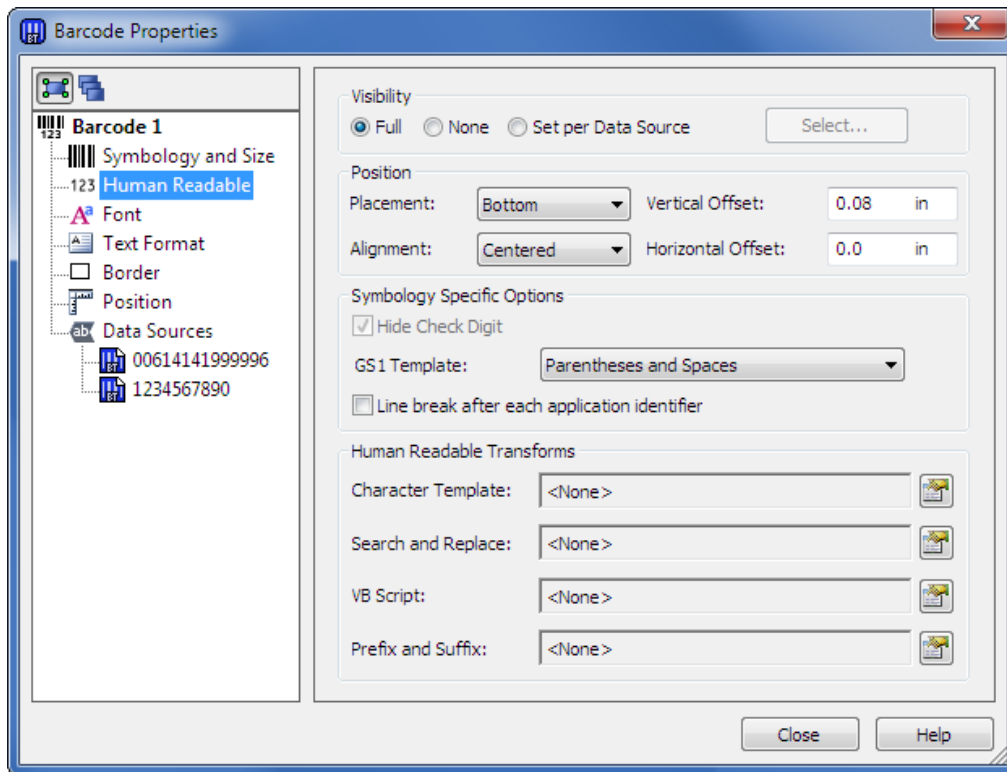 Barcode Properties
Barcode 1
Symbology and Size
123 Human Readable
Font
Text Format
Border
Position
Data Sources
00614141999996
1234567890
Visibility
Full None Set per Data Source Select...
Position
Placement: Bottom Vertical Offset: 0.08 in
Alignment: Centered Horizontal Offset: 0.0 in
Symbology Specific Options
Hide Check Digit
GS1 Template: Parentheses and Spaces
Line break after each application identifier
Human Readable Transforms
Character Template: <None>
Search and Replace: <None>
VB Script: <None>
Prefix and Suffix: <None>
Close Help